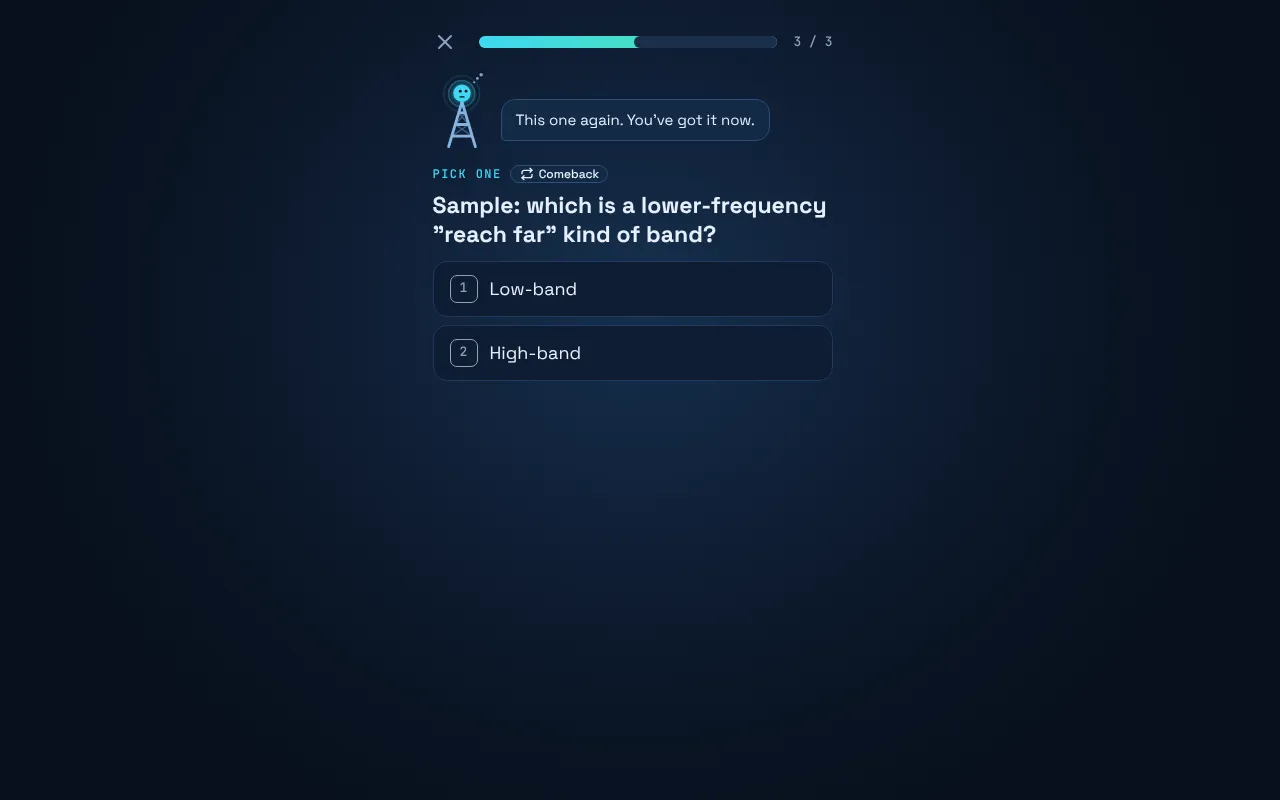 3 / 3
This one again. You’ve got it now.
PICK ONE Comeback
Sample: which is a lower-frequency
”reach far” kind of band?
1 Low-band
2 High-band